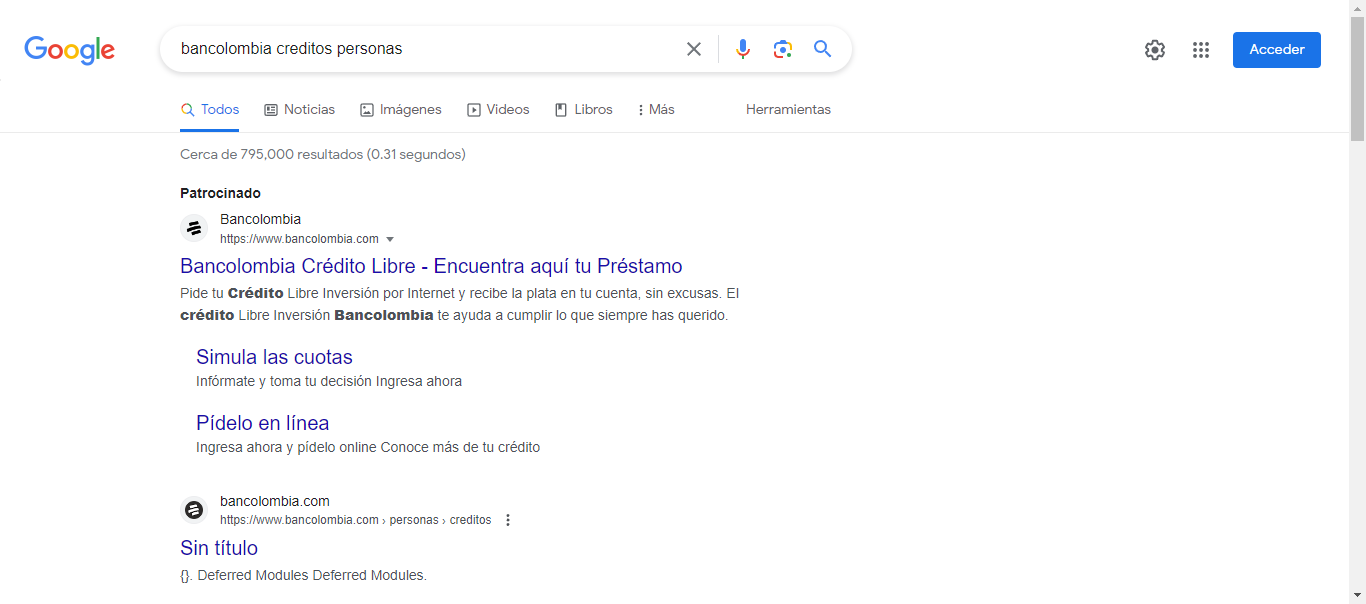 Google
bancolombia creditos personas
Acceder
Todos
Noticias
Imágenes
Videos
Libros
Más
Herramientas
Cerca de 795,000 resultados (0.31 segundos)
Patrocinado
Bancolombia
https://www.bancolombia.com
Bancolombia Crédito Libre - Encuentra aquí tu Préstamo
Pide tu Crédito Libre Inversión por Internet y recibe la plata en tu cuenta, sin excusas. El
crédito Libre Inversión Bancolombia te ayuda a cumplir lo que siempre has querido.
Simula las cuotas
Infórmate y toma tu decisión Ingresa ahora
Pídelo en línea
Ingresa ahora y pídelo online Conoce más de tu crédito
bancolombia.com
https://www.bancolombia.com › personas › creditos
Sin título
{}. Deferred Modules Deferred Modules.